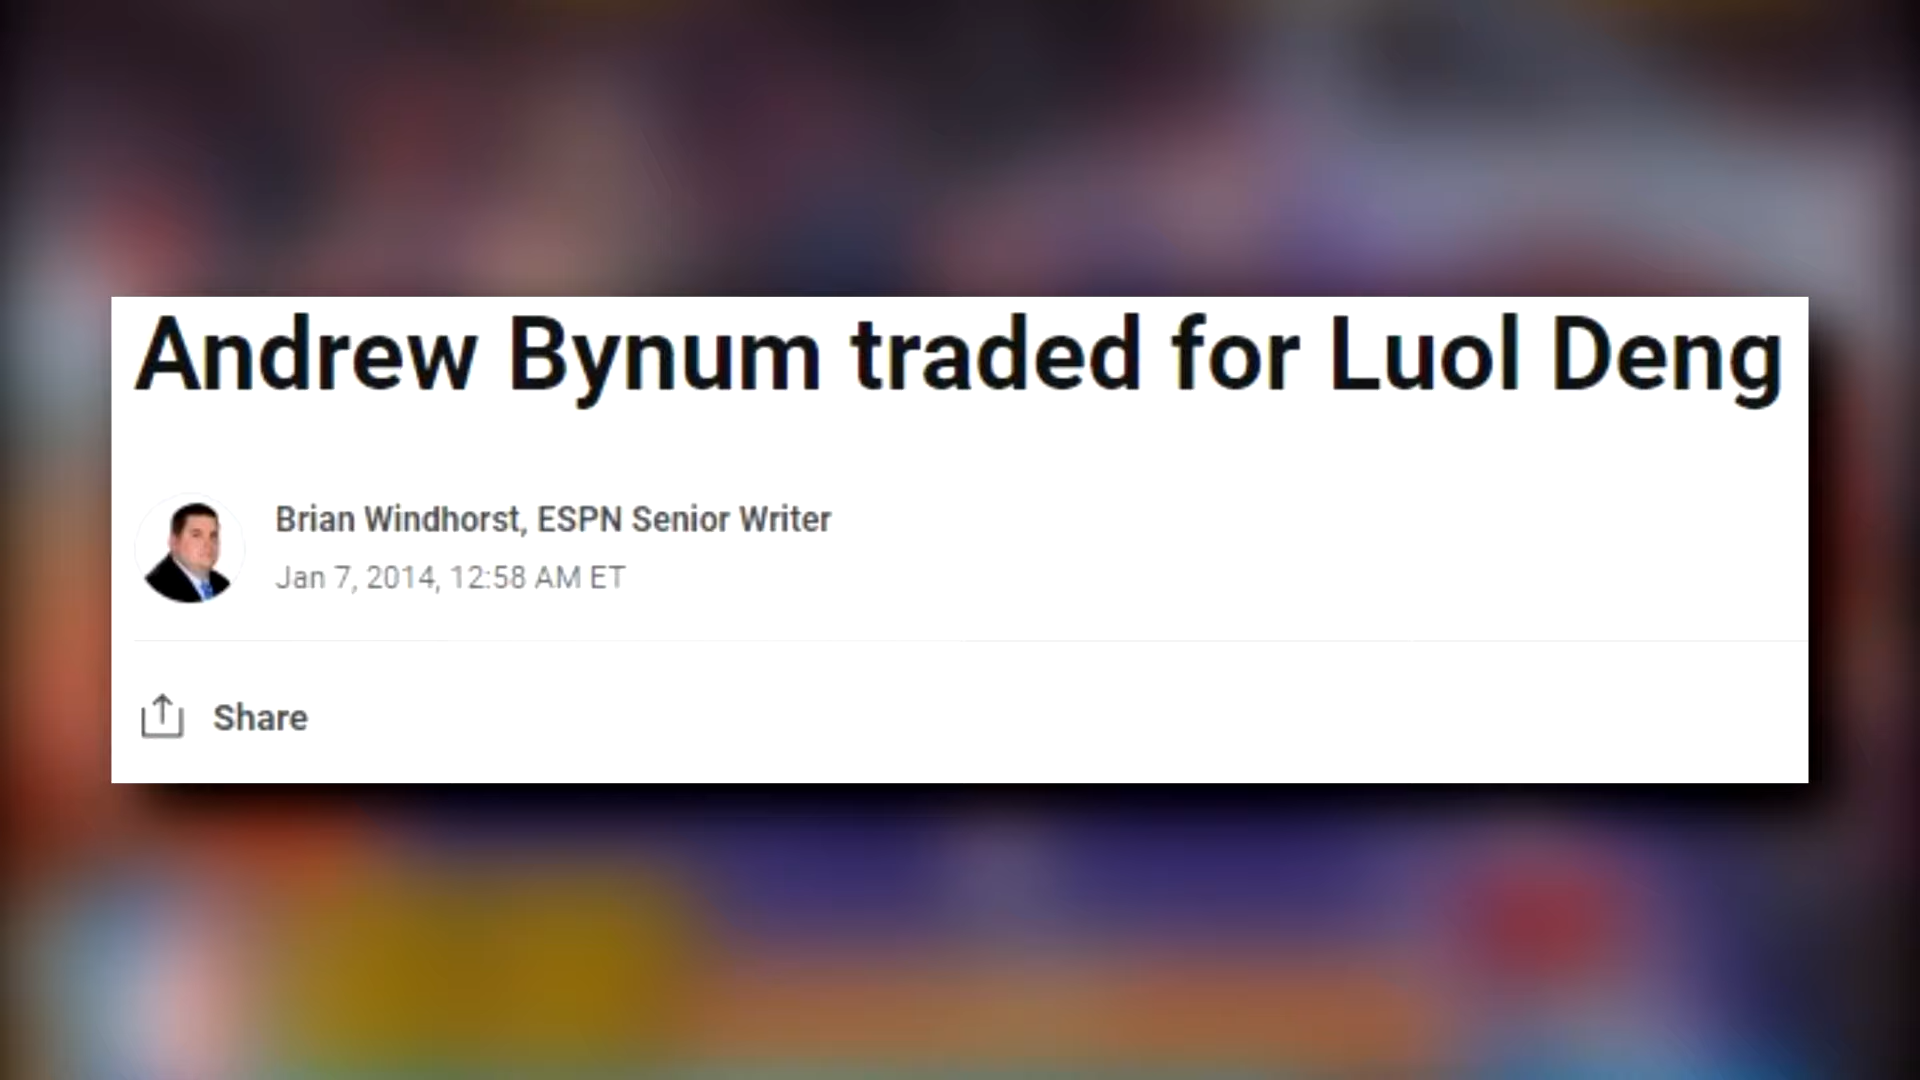 Andrew Bynum traded for Luol Deng
Brian Windhorst, ESPN Senior Writer
Jan 7, 2014, 12:58 AM ET
Share